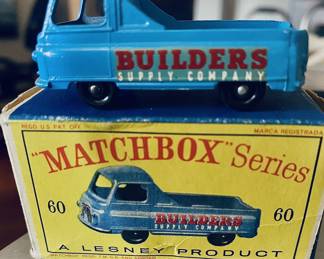 BUILDERS
SUPPLY COMPANY
REGD. U.S. PAT. OFF.
MARCA REGISTRADA
"MATCHBOX" Series
60
BUILDERS
SUPPLY COMPANY
60
A LESNEY PRODUCT